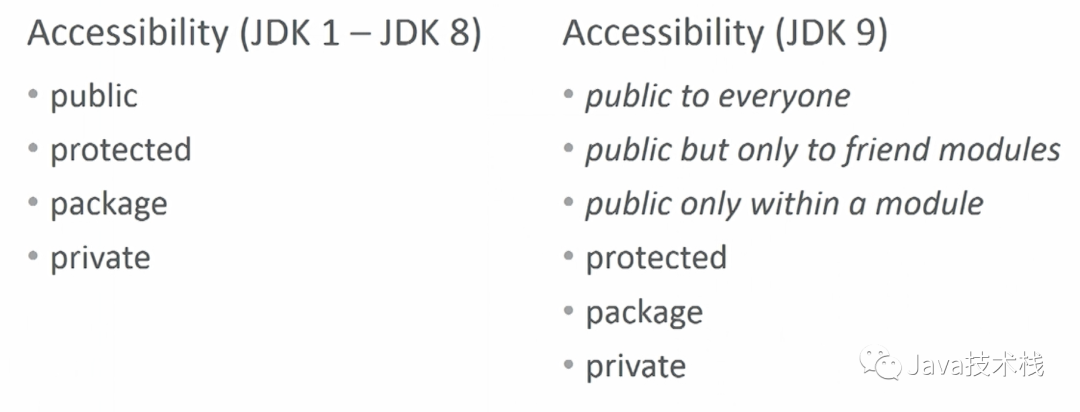 Accessibility (JDK 1 – JDK 8)
• public
• protected
• package
• private
Accessibility (JDK 9)
• public to everyone
• public but only to friend modules
• public only within a module
• protected
• package
• private
Java技术栈